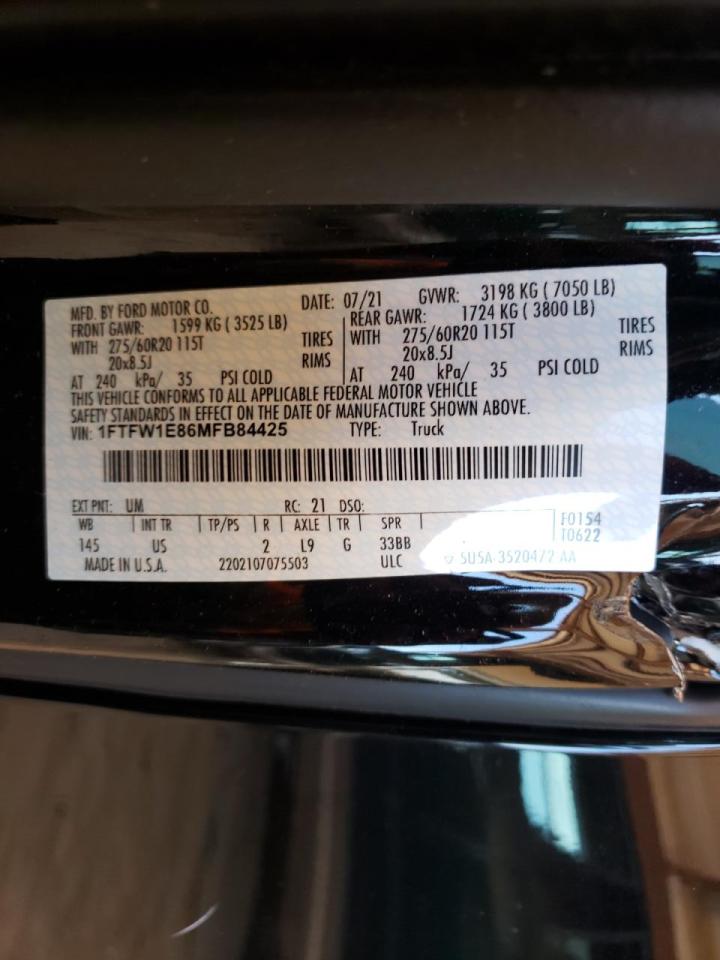 MFD. BY FORD MOTOR CO. DATE: 07/21 GVWR: 3198 KG ( 7050 LB)
FRONT GAWR: 1599 KG ( 3525 LB) REAR GAWR: 1724 KG ( 3800 LB)
WITH 275/60R20 115T TIRES WITH 275/60R20 115T TIRES
20x8.5J RIMS 20x8.5J RIMS
AT 240 kPa/ 35 PSI COLD AT 240 kPa/ 35 PSI COLD
THIS VEHICLE CONFORMS TO ALL APPLICABLE FEDERAL MOTOR VEHICLE
SAFETY STANDARDS IN EFFECT ON THE DATE OF MANUFACTURE SHOWN ABOVE.
VIN: 1FTFW1E86MFB84425 TYPE: Truck
EXT PNT: UM RC: 21 DSO: F0154
WB INT TR TP/PS R AXLE TR SPR T0622
145 US 2 L9 G 33BB
MADE IN U.S.A. 2202107075503 ULC 5U5A-3520472-AA